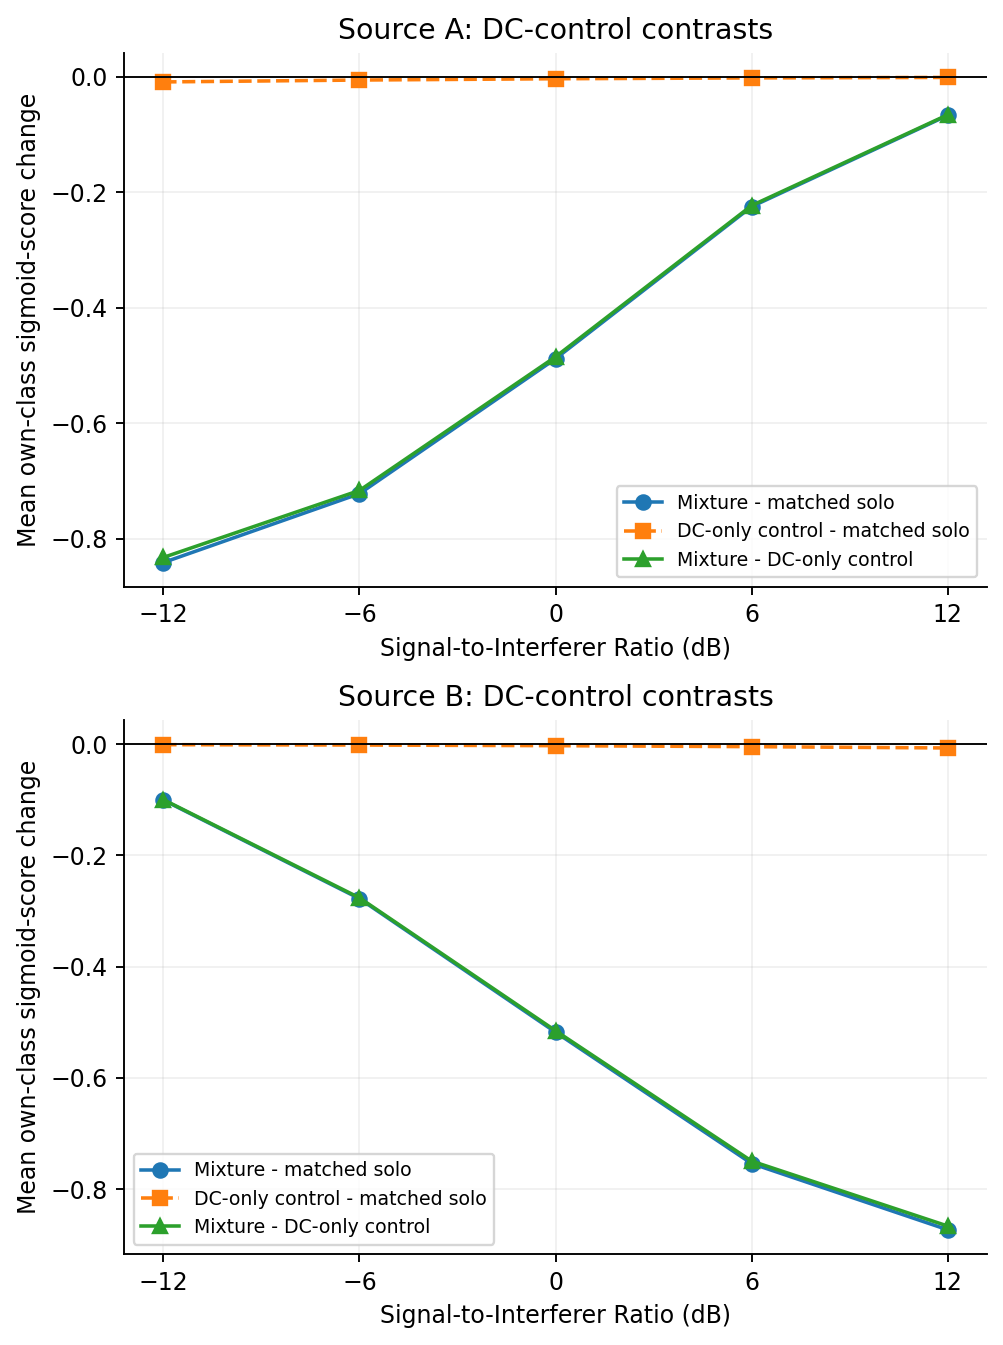 Source A: DC-control contrasts
Mean own-class sigmoid-score change
0.0
−0.2
−0.4
−0.6
−0.8
Mixture - matched solo
DC-only control - matched solo
Mixture - DC-only control
−12
−6
0
6
12
Signal-to-Interferer Ratio (dB)
Source B: DC-control contrasts
Mean own-class sigmoid-score change
0.0
−0.2
−0.4
−0.6
−0.8
Mixture - matched solo
DC-only control - matched solo
Mixture - DC-only control
−12
−6
0
6
12
Signal-to-Interferer Ratio (dB)